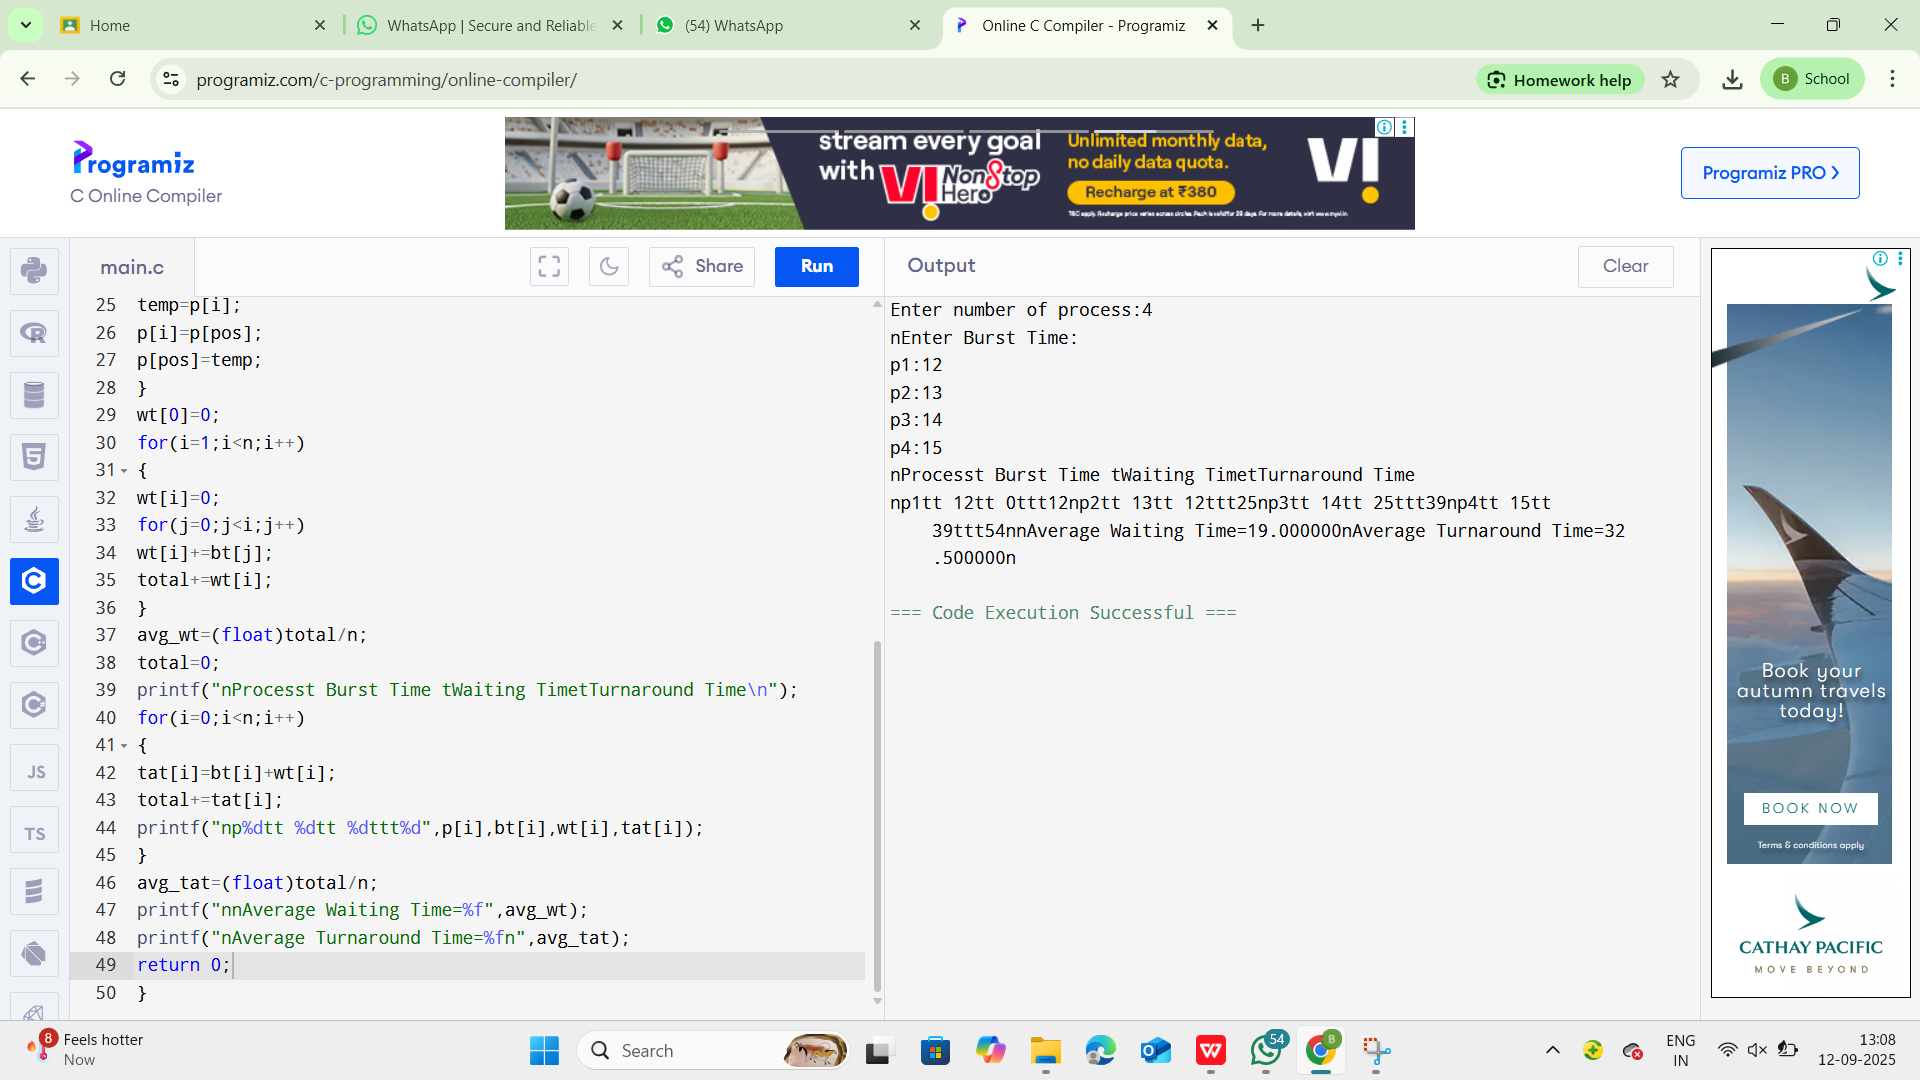 Home
WhatsApp | Secure and Reliable
(54) WhatsApp
Online C Compiler - Programiz
programiz.com/c-programming/online-compiler/
Homework help
B
School
Programiz
C Online Compiler
stream every goal
with VI NonStop Hero
Unlimited monthly data,
no daily data quota.
Recharge at ₹380
VI
Programiz PRO
main.c
Share
Run
Output
Clear
25 temp=p[i];
26 p[i]=p[pos];
27 p[pos]=temp;
28 }
29 wt[0]=0;
30 for(i=1;i<n;i++)
31 {
32 wt[i]=0;
33 for(j=0;j<i;j++)
34 wt[i]+=bt[j];
35 total+=wt[i];
36 }
37 avg_wt=(float)total/n;
38 total=0;
39 printf("nProcesst Burst Time tWaiting TimetTurnaround Time\n");
40 for(i=0;i<n;i++)
41 {
42 tat[i]=bt[i]+wt[i];
43 total+=tat[i];
44 printf("np%dtt %dtt %dttt%d",p[i],bt[i],wt[i],tat[i]);
45 }
46 avg_tat=(float)total/n;
47 printf("nnAverage Waiting Time=%f",avg_wt);
48 printf("nAverage Turnaround Time=%fn",avg_tat);
49 return 0;
50 }
Enter number of process:4
nEnter Burst Time:
p1:12
p2:13
p3:14
p4:15
nProcesst Burst Time tWaiting TimetTurnaround Time
np1tt 12tt 0ttt12np2tt 13tt 12ttt25np3tt 14tt 25ttt39np4tt 15tt
39ttt54nnAverage Waiting Time=19.000000nAverage Turnaround Time=32
.500000n
=== Code Execution Successful ===
JS
TS
Book your
autumn travels
today!
BOOK NOW
Terms & conditions apply
CATHAY PACIFIC
MOVE BEYOND
8
Feels hotter
Now
Search
54
B
ENG
IN
13:08
12-09-2025